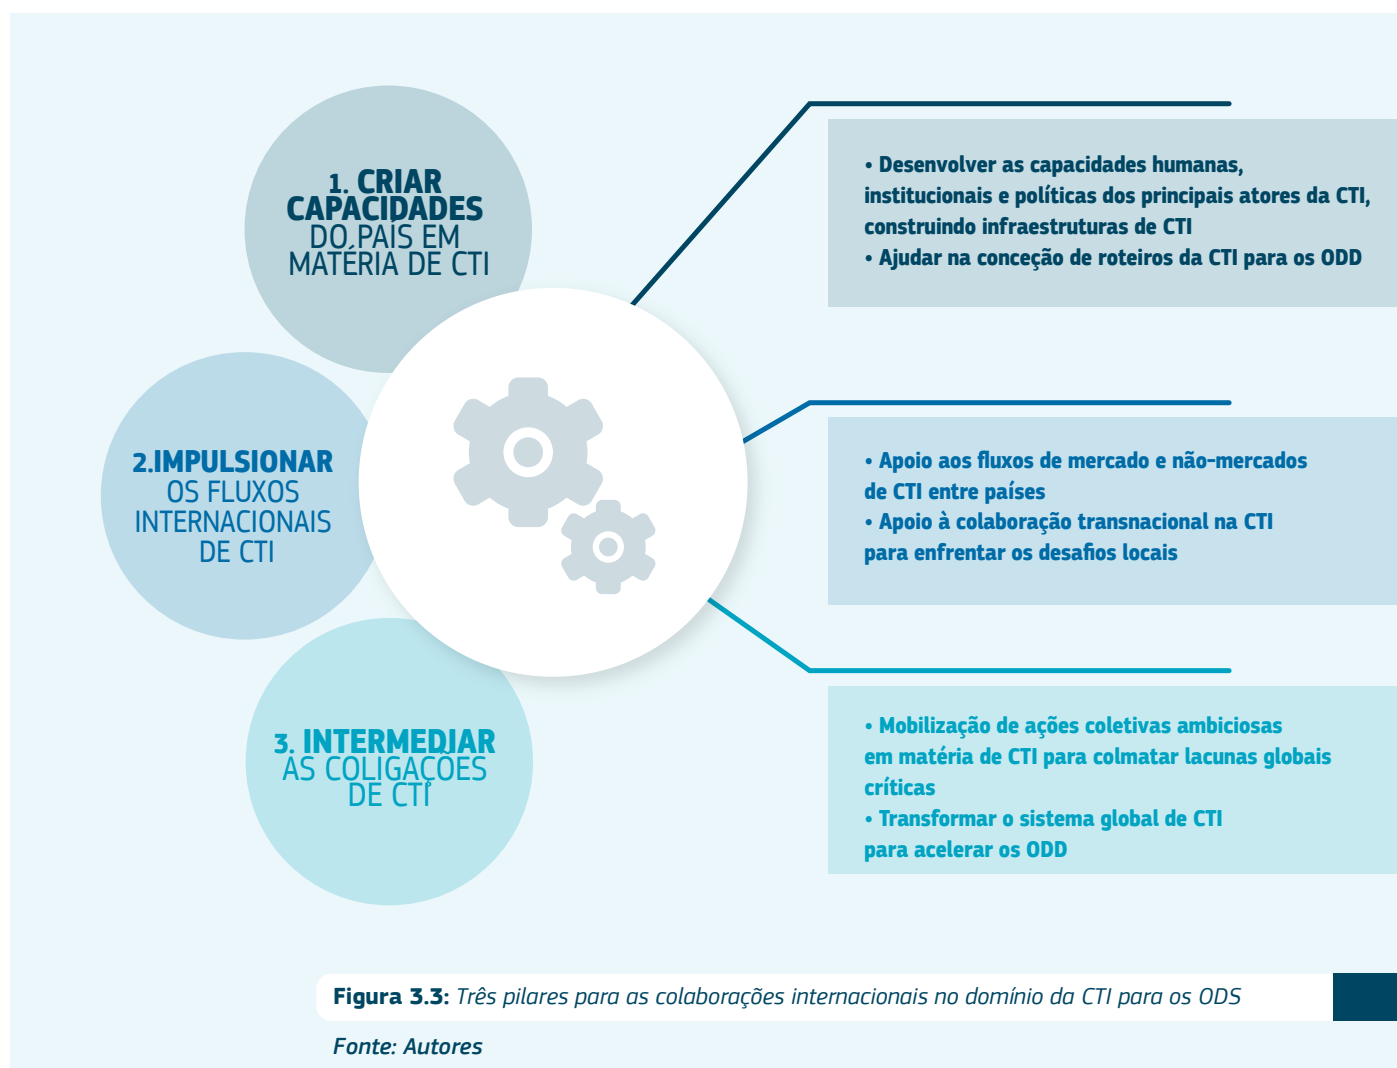 1. CRIAR
CAPACIDADES
DO PAÍS EM
MATÉRIA DE CTI
• Desenvolver as capacidades humanas,
institucionais e políticas dos principais atores da CTI,
construindo infraestruturas de CTI
• Ajudar na conceção de roteiros da CTI para os ODD
2.IMPULSIONAR
OS FLUXOS
INTERNACIONAIS
DE CTI
• Apoio aos fluxos de mercado e não-mercados
de CTI entre países
• Apoio à colaboração transnacional na CTI
para enfrentar os desafios locais
3. INTERMEDIAR
AS COLIGAÇÕES
DE CTI
• Mobilização de ações coletivas ambiciosas
em matéria de CTI para colmatar lacunas globais
críticas
• Transformar o sistema global de CTI
para acelerar os ODD
Figura 3.3: Três pilares para as colaborações internacionais no domínio da CTI para os ODS
Fonte: Autores